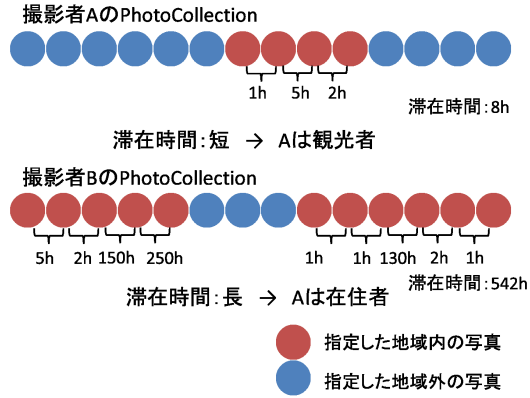 撮影者AのPhotoCollection
1h 5h 2h
滞在時間：8h
滞在時間：短 → Aは観光者
撮影者BのPhotoCollection
5h 2h 150h 250h 1h 1h 130h 2h 1h
滞在時間：542h
滞在時間：長 → Aは在住者
指定した地域内の写真
指定した地域外の写真